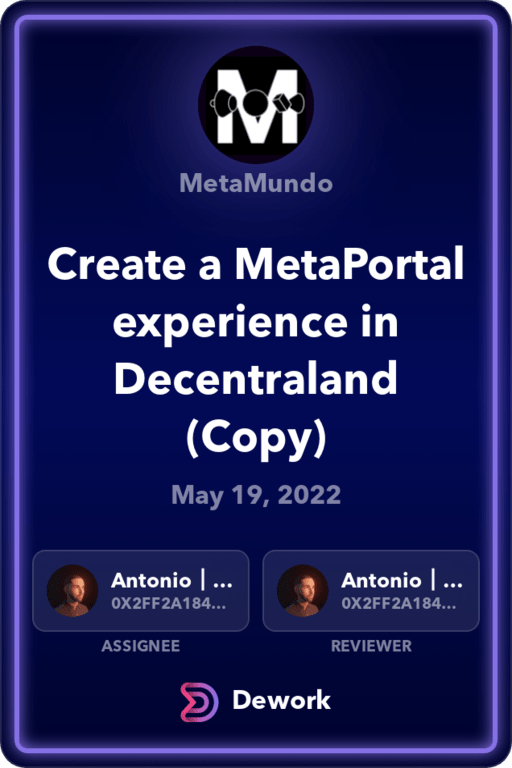 M
MetaMundo
Create a MetaPortal
experience in
Decentraland
(Copy)
May 19, 2022
Antonio | ...
0X2FF2A184...
Antonio | ...
0X2FF2A184...
ASSIGNEE
REVIEWER
Dework